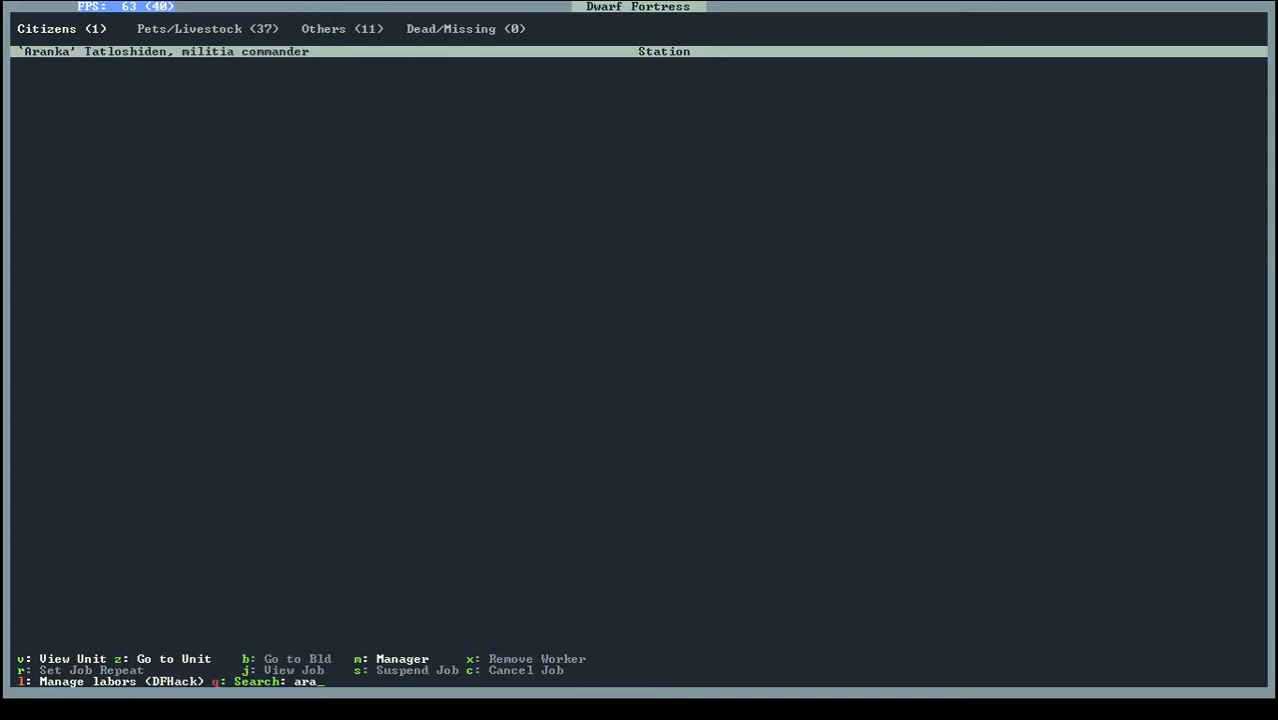 FPS: 63 (40) Dwarf Fortress
Citizens (1) Pets/Livestock (37) Others (11) Dead/Missing (0)
`Aranka' Tatloshiden, militia commander Station
v: View Unit z: Go to Unit b: Go to Bld m: Manager x: Remove Worker
r: Set Job Repeat j: View Job s: Suspend Job c: Cancel Job
l: Manage labors (DFHack) q: Search: ara_